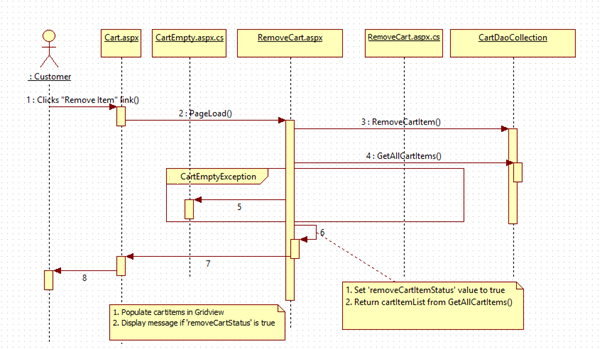 Cart.aspx
CartEmpty.aspx.cs
RemoveCart.aspx
RemoveCart.aspx.cs
CartDaoCollection
: Customer
1 : Clicks "Remove Item" link()
2 : PageLoad()
3 : RemoveCartItem()
4 : GetAllCartItems()
CartEmptyException
5
6
7
8
1. Set 'removeCartItemStatus' value to true
2. Return cartItemList from GetAllCartItems()
1. Populate cartitems in Gridview
2. Display message if 'removeCartStatus' is true